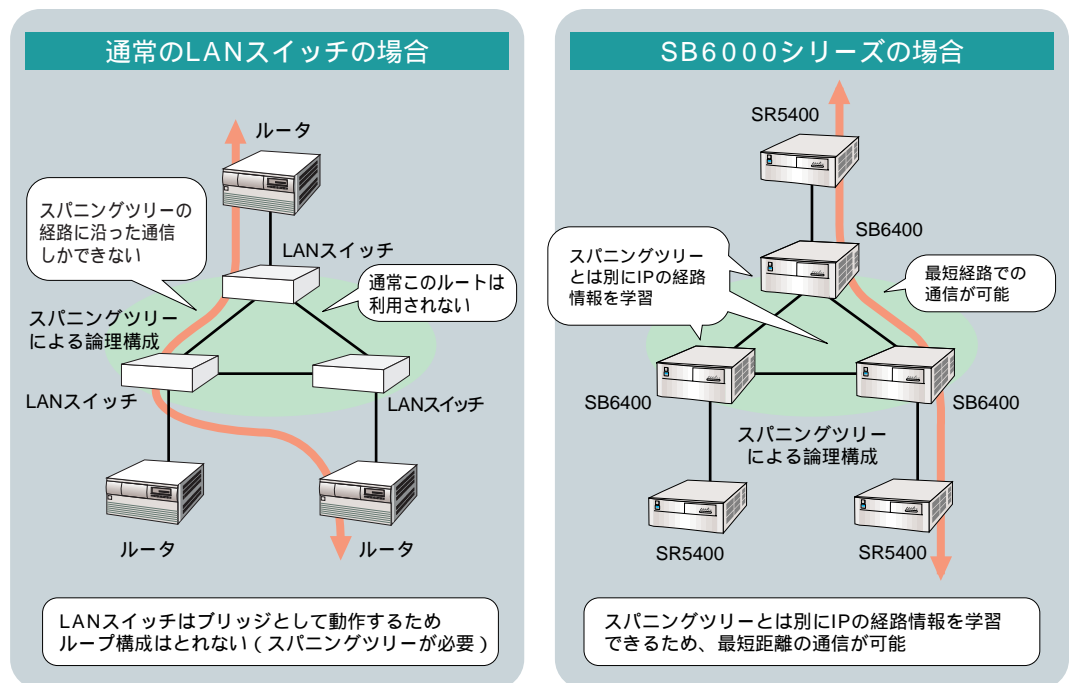 通常のLANスイッチの場合
ルータ
スパニングツリーの
経路に沿った通信
しかできない
LANスイッチ
通常このルートは
利用されない
スパニングツリー
による論理構成
LANスイッチ
LANスイッチ
ルータ
ルータ
LANスイッチはブリッジとして動作するため
ループ構成はとれない（スパニングツリーが必要）
SB6000シリーズの場合
SR5400
SB6400
スパニングツリー
とは別にIPの経路
情報を学習
最短経路での
通信が可能
SB6400
SB6400
スパニングツリー
による論理構成
SR5400
SR5400
スパニングツリーとは別にIPの経路情報を学習
できるため、最短距離の通信が可能